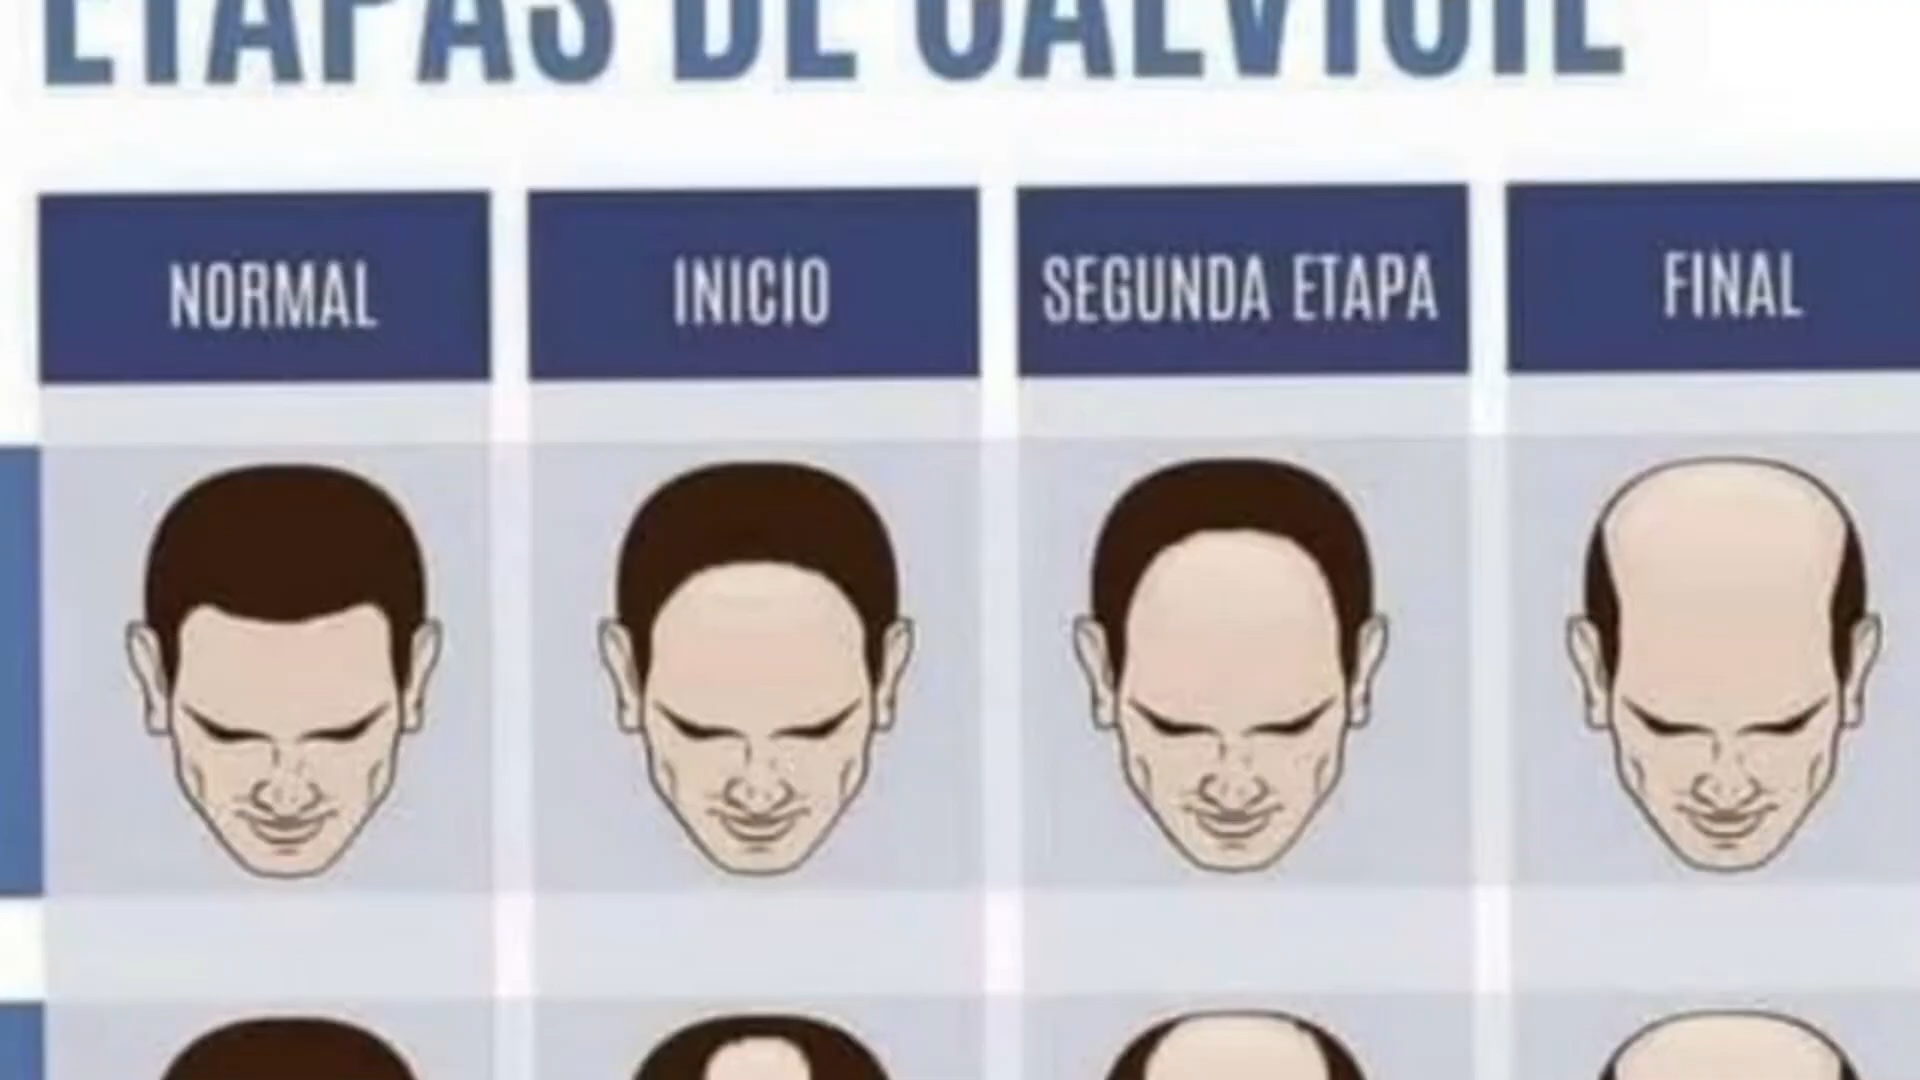 ETAPAS DE CALVICIE
NORMAL
INICIO
SEGUNDA ETAPA
FINAL